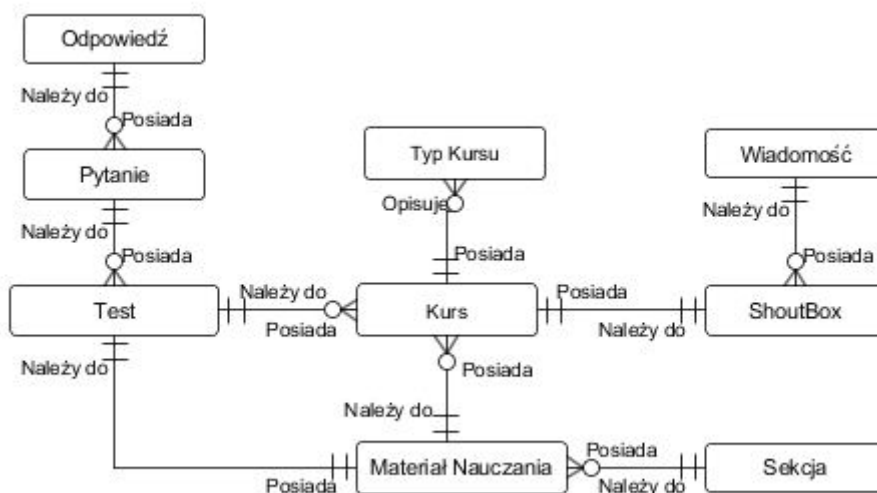 Odpowiedź
Należy do
Posiada
Pytanie
Typ Kursu
Wiadomość
Należy do
Opisuje
Należy do
Posiada
Posiada
Posiada
Test
Należy do
Posiada
Kurs
Posiada
Należy do
ShoutBox
Należy do
Posiada
Należy do
Posiada
Materiał Nauczania
Posiada
Należy do
Sekcja